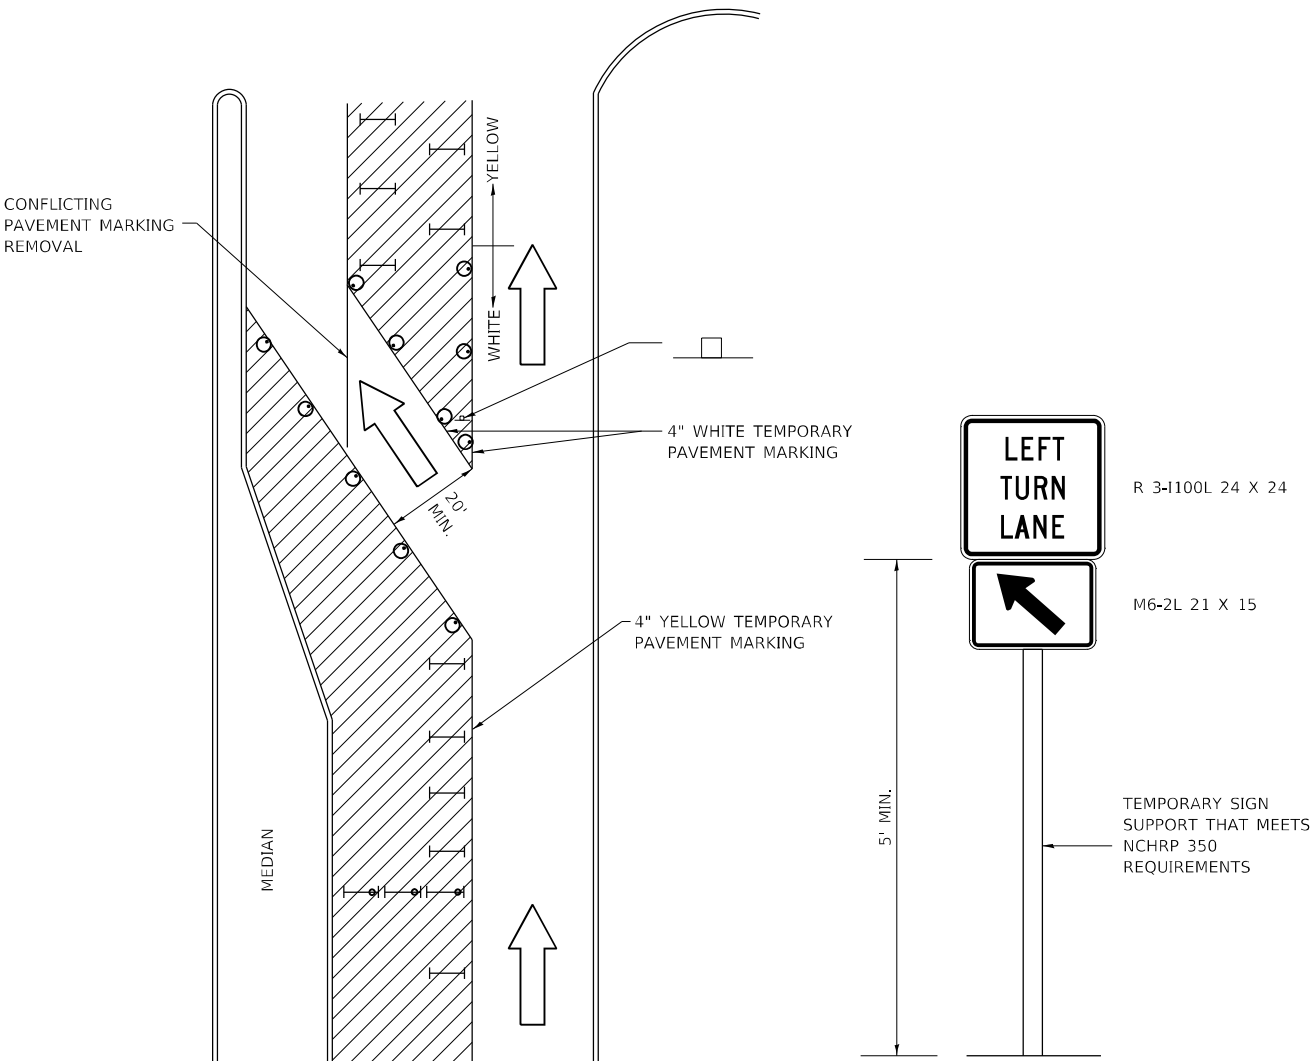 CONFLICTING
PAVEMENT MARKING
REMOVAL
YELLOW
WHITE
4" WHITE TEMPORARY
PAVEMENT MARKING
20'
MIN.
4" YELLOW TEMPORARY
PAVEMENT MARKING
MEDIAN
LEFT
TURN
LANE
R 3-I100L 24 X 24
M6-2L 21 X 15
5' MIN.
TEMPORARY SIGN
SUPPORT THAT MEETS
NCHRP 350
REQUIREMENTS